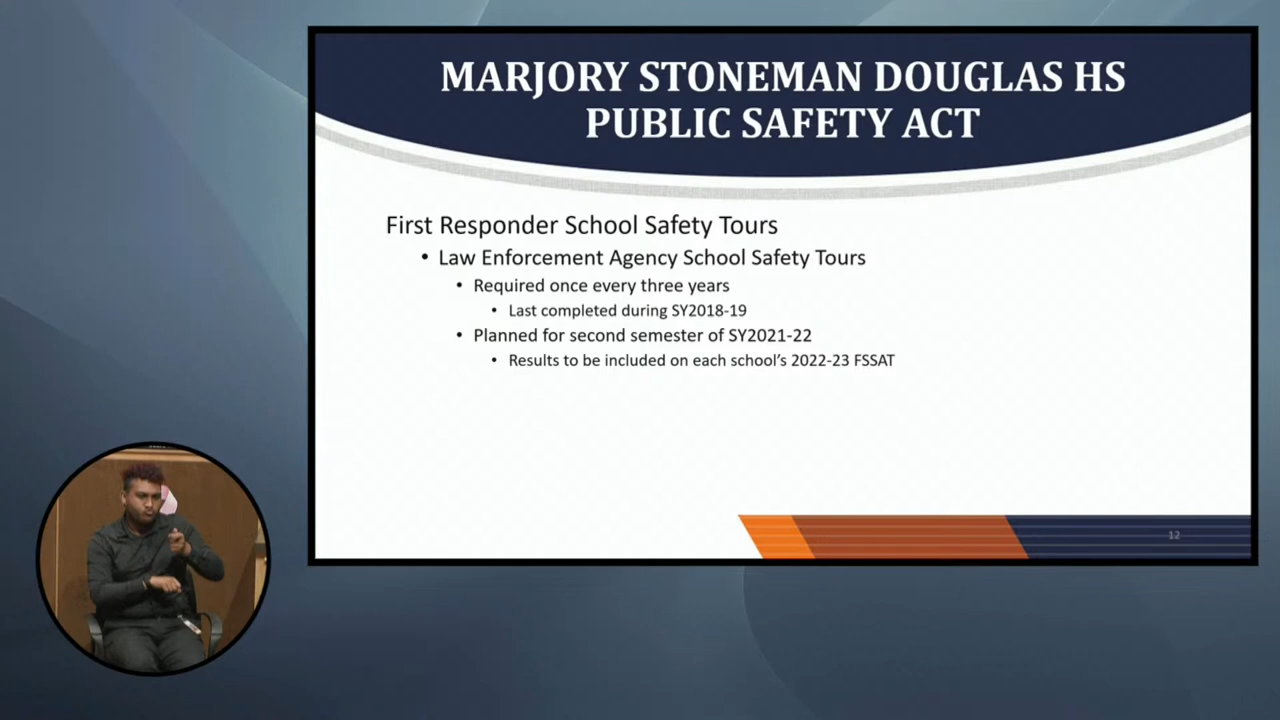 MARJORY STONEMAN DOUGLAS HS
PUBLIC SAFETY ACT
First Responder School Safety Tours
• Law Enforcement Agency School Safety Tours
• Required once every three years
• Last completed during SY2018-19
• Planned for second semester of SY2021-22
• Results to be included on each school's 2022-23 FSSAT
12